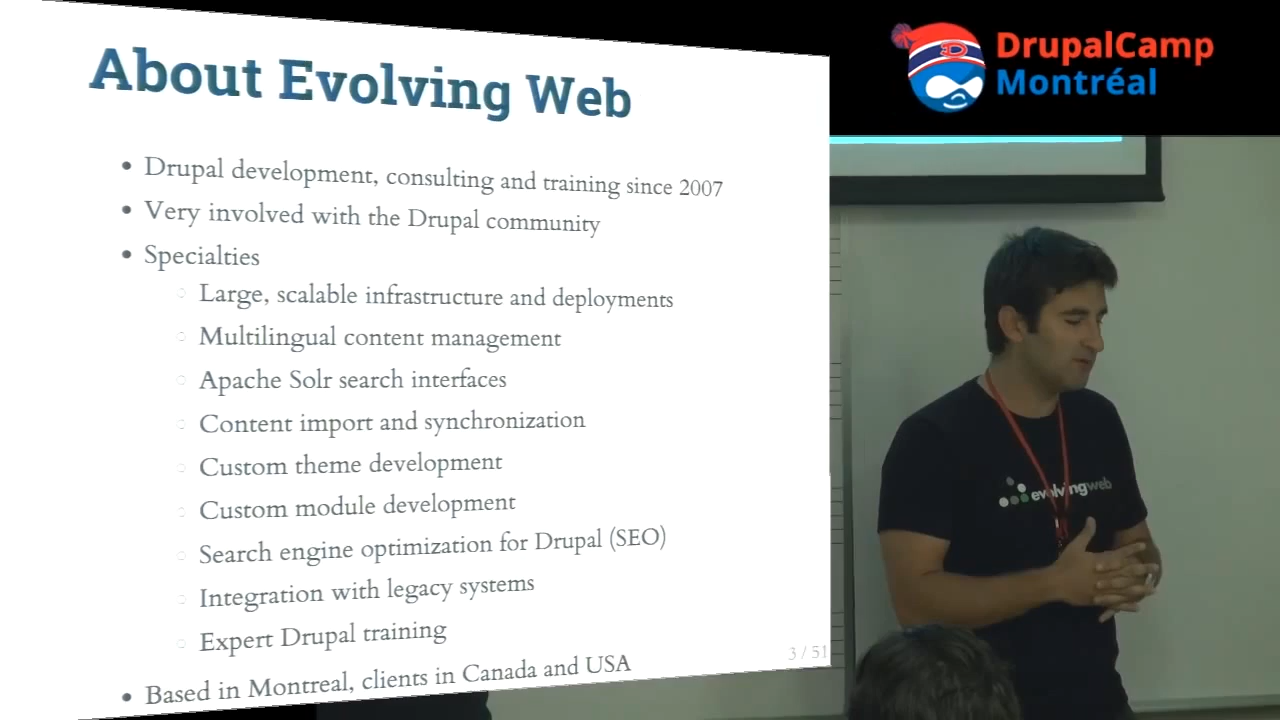 About Evolving Web
Drupal development, consulting and training since 2007
Very involved with the Drupal community
Specialties
Large, scalable infrastructure and deployments
Multilingual content management
Apache Solr search interfaces
Content import and synchronization
Custom theme development
Custom module development
Search engine optimization for Drupal (SEO)
Integration with legacy systems
Expert Drupal training
Based in Montreal, clients in Canada and USA
3 / 51
DrupalCamp
Montréal
evolvingweb